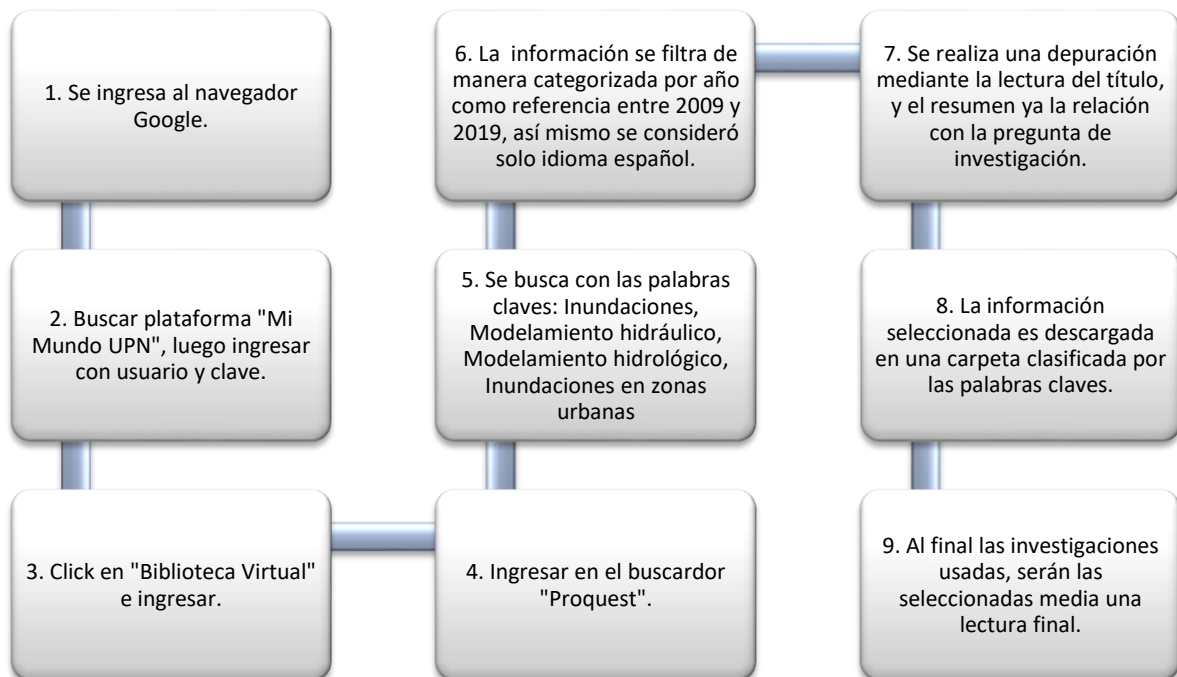 1. Se ingresa al navegador
Google.
2. Buscar plataforma "Mi
Mundo UPN", luego ingresar
con usuario y clave.
3. Click en "Biblioteca Virtual"
e ingresar.
4. Ingresar en el buscardor
"Proquest".
5. Se busca con las palabras
claves: Inundaciones,
Modelamiento hidráulico,
Modelamiento hidrológico,
Inundaciones en zonas
urbanas
6. La  información se filtra de
manera categorizada por año
como referencia entre 2009 y
2019, así mismo se consideró
solo idioma español.
7. Se realiza una depuración
mediante la lectura del título,
y el resumen ya la relación
con la pregunta de
investigación.
8. La información
seleccionada es descargada
en una carpeta clasificada por
las palabras claves.
9. Al final las investigaciones
usadas, serán las
seleccionadas media una
lectura final.